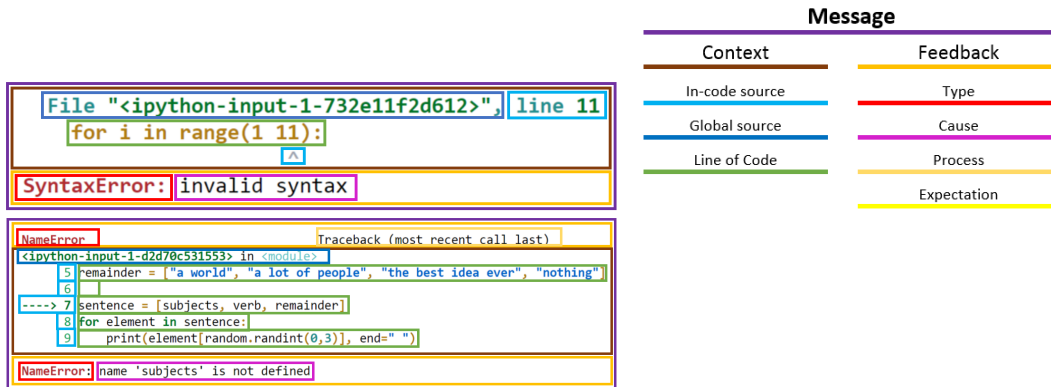 File "<ipython-input-1-732e11f2d612>", line 11
for i in range(1 11):
^
SyntaxError: invalid syntax
NameError Traceback (most recent call last)
<ipython-input-1-d2d70c531553> in <module>
5 remainder = ["a world", "a lot of people", "the best idea ever", "nothing"]
6
----> 7 sentence = [subjects, verb, remainder]
8 for element in sentence:
9 print(element[random.randint(0,3)], end=" ")
NameError: name 'subjects' is not defined
Message
Context Feedback
In-code source Type
Global source Cause
Line of Code Process
Expectation